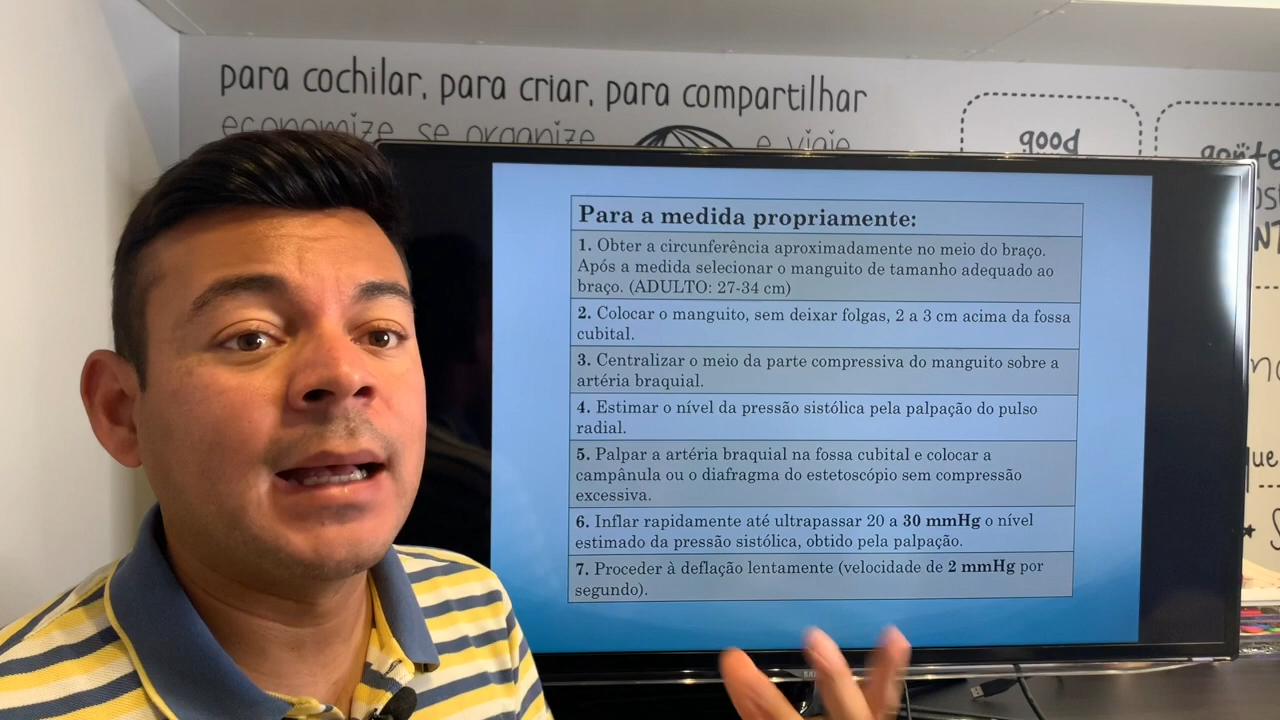 para cochilar, para criar, para compartilhar
economize, se organize e viaje
good
Para a medida propriamente:
1. Obter a circunferência aproximadamente no meio do braço.
Após a medida selecionar o manguito de tamanho adequado ao
braço. (ADULTO: 27-34 cm)
2. Colocar o manguito, sem deixar folgas, 2 a 3 cm acima da fossa
cubital.
3. Centralizar o meio da parte compressiva do manguito sobre a
artéria braquial.
4. Estimar o nível da pressão sistólica pela palpação do pulso
radial.
5. Palpar a artéria braquial na fossa cubital e colocar a
campânula ou o diafragma do estetoscópio sem compressão
excessiva.
6. Inflar rapidamente até ultrapassar 20 a 30 mmHg o nível
estimado da pressão sistólica, obtido pela palpação.
7. Proceder à deflação lentamente (velocidade de 2 mmHg por
segundo).